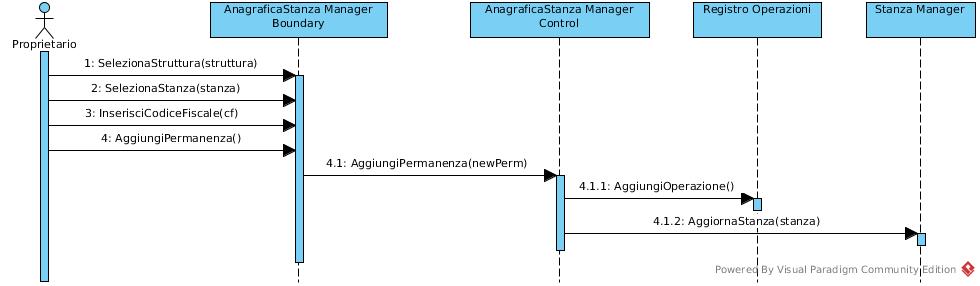 AnagraficaStanza Manager
Boundary
AnagraficaStanza Manager
Control
Registro Operazioni
Stanza Manager
Proprietario
1: SelezionaStruttura(struttura)
2: SelezionaStanza(stanza)
3: InserisciCodiceFiscale(cf)
4: AggiungiPermanenza()
4.1: AggiungiPermanenza(newPerm)
4.1.1: AggiungiOperazione()
4.1.2: AggiornaStanza(stanza)
Powered By Visual Paradigm Community Edition